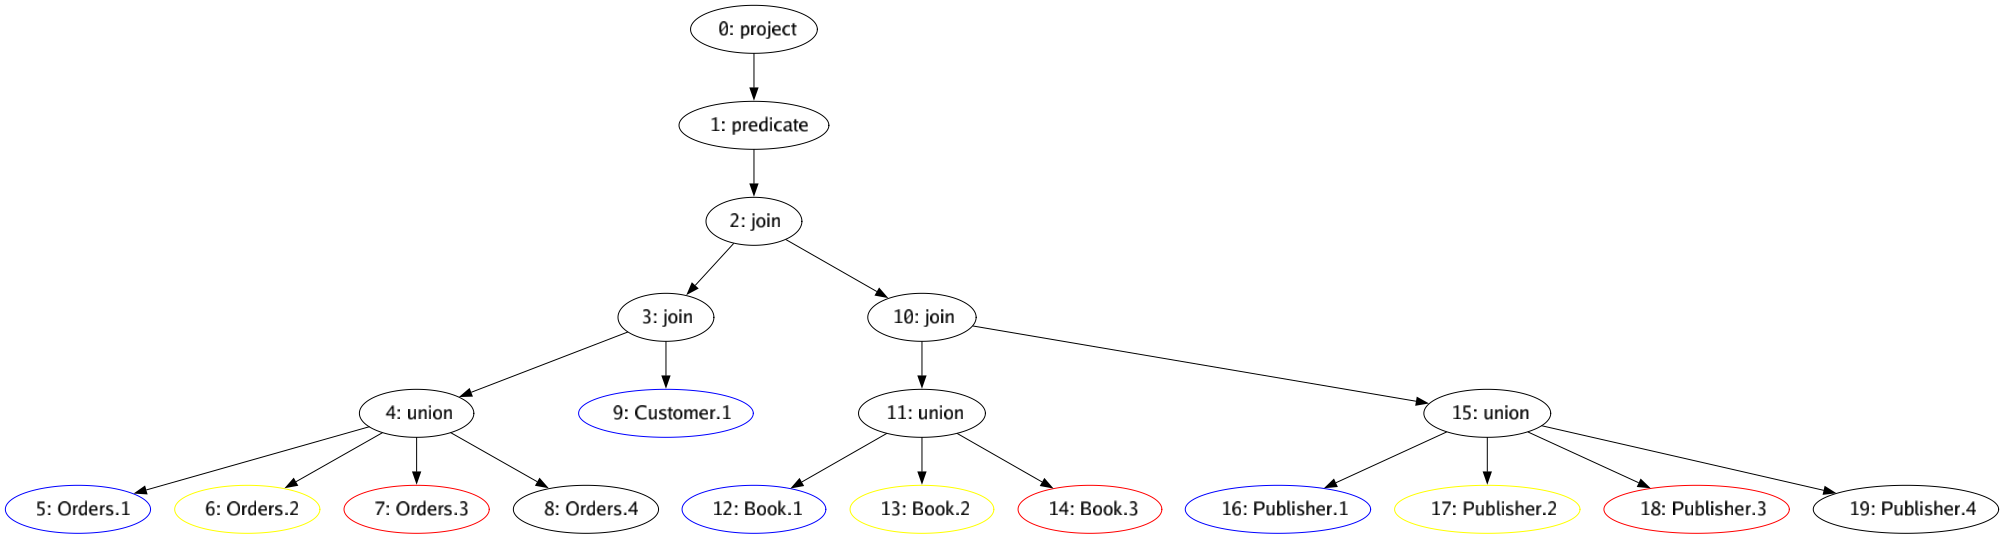 0: project
1: predicate
2: join
3: join
10: join
4: union
9: Customer.1
11: union
15: union
5: Orders.1
6: Orders.2
7: Orders.3
8: Orders.4
12: Book.1
13: Book.2
14: Book.3
16: Publisher.1
17: Publisher.2
18: Publisher.3
19: Publisher.4